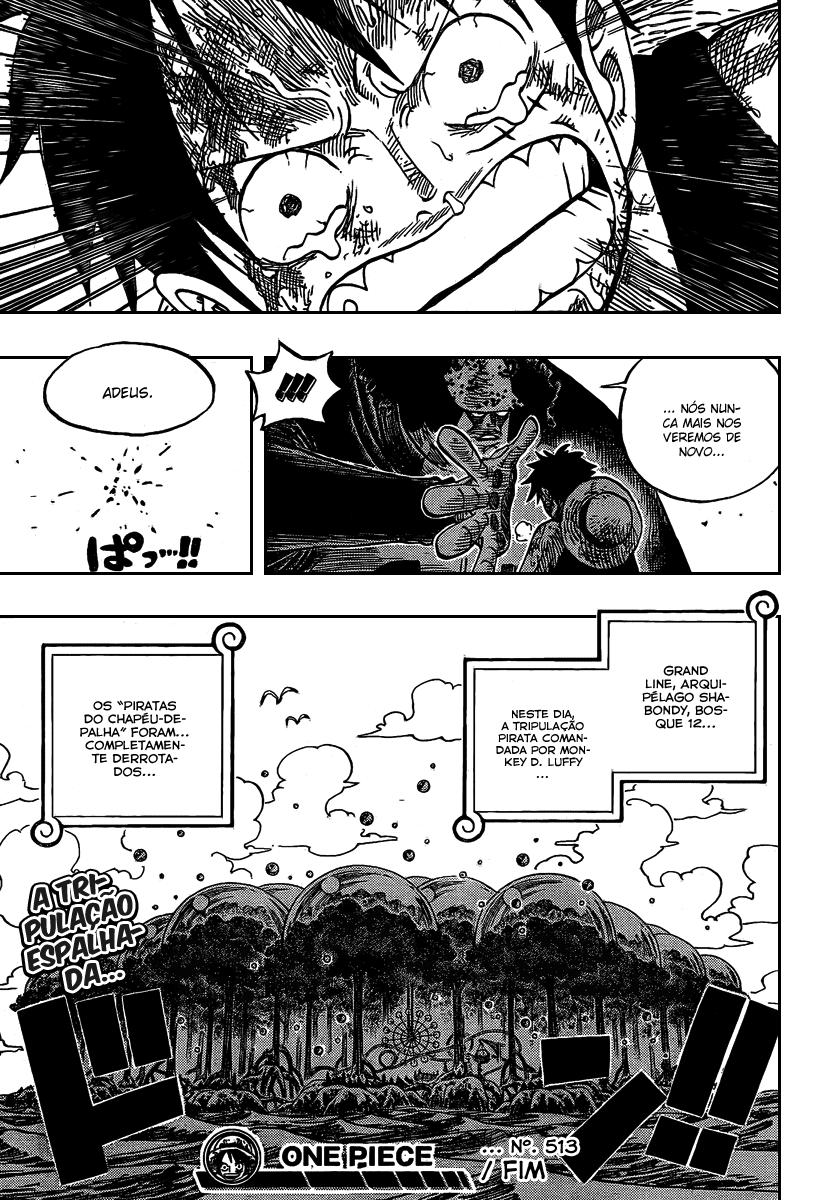 ... NÓS NUN-
CA MAIS NOS
VEREMOS DE
NOVO...
!!!!
ADEUS.
ぱっ…!!
GRAND
LINE, ARQUI-
PÉLAGO SHA-
BONDY, BOS-
QUE 12...
NESTE DIA,
A TRIPULAÇÃO
PIRATA COMAN-
DADA POR MON-
KEY D. LUFFY
...
OS “PIRATAS
DO CHAPÉU-DE-
PALHA” FORAM...
COMPLETAMEN-
TE DERROTA-
DOS...
A TRI-
PULAÇÃO
ESPALHA-
DA...
ドー!!
ONE PIECE
... Nº. 513
/ FIM